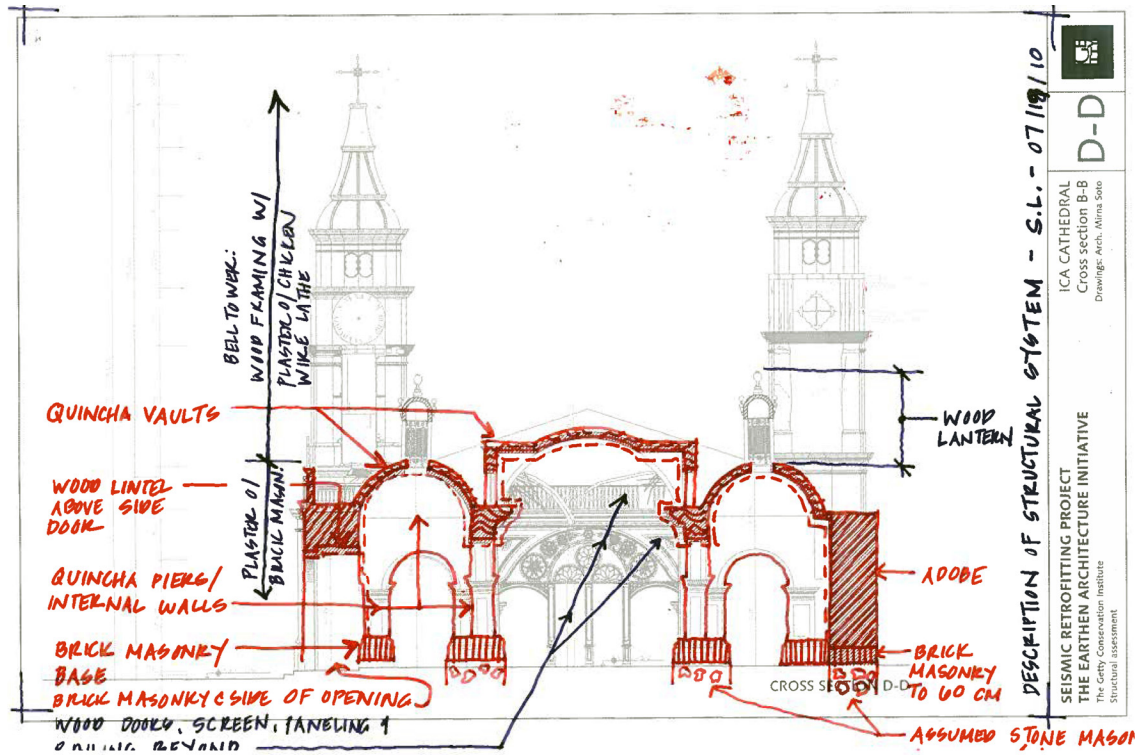 BELL TOWER:
WOOD FRAMING W/
PLASTER O/ CHICKEN
WIRE LATHE
PLASTER O/
BRICK MASON.
QUINCHA VAULTS
WOOD LINTEL
ABOVE SIDE
DOOR
QUINCHA PIERS/
INTERNAL WALLS
BRICK MASONRY
BASE
BRICK MASONRY @ SIDE OF OPENING
WOOD DOORS, SCREEN, PANELING &
BEYOND
WOOD
LANTERN
ADOBE
BRICK
MASONRY
TO 60 CM
CROSS SECTION D-D
ASSUMED STONE MASON
DESCRIPTION OF STRUCTURAL SYSTEM - S.L. - 07/18/10
D-D
ICA CATHEDRAL
Cross section B-B
Drawings: Arch. Mirna Soto
SEISMIC RETROFITTING PROJECT
THE EARTHEN ARCHITECTURE INITIATIVE
The Getty Conservation Institute
Structural assessment